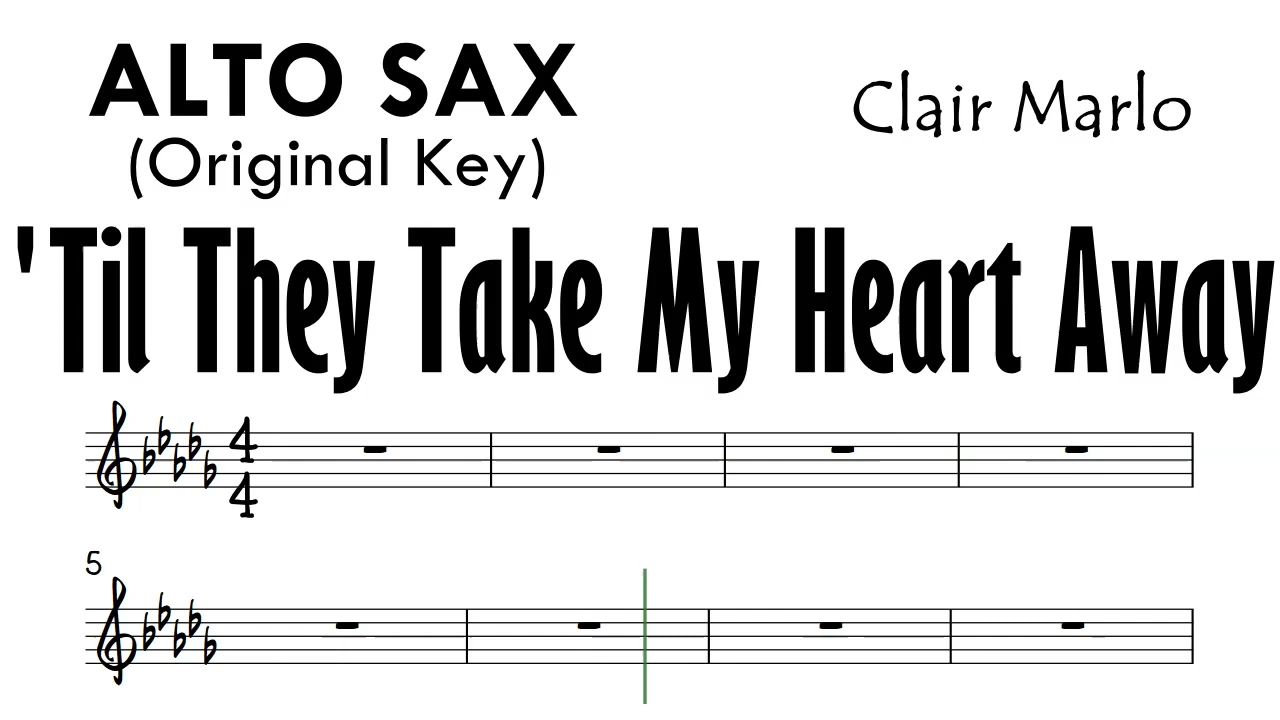 ALTO SAX
(Original Key)
Clair Marlo
'Til They Take My Heart Away
4
4
5